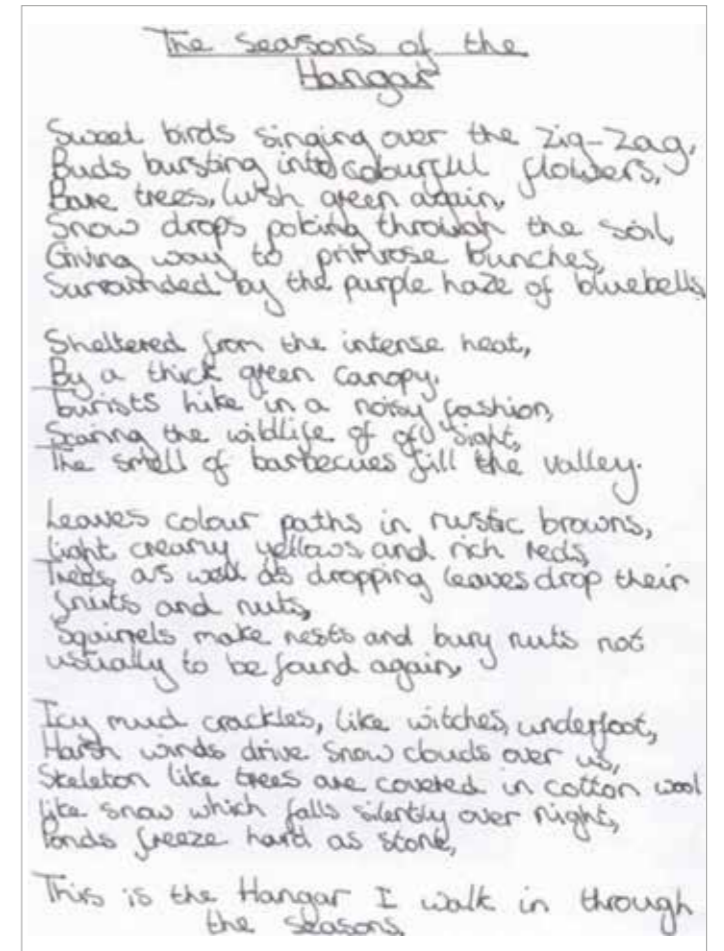 The Seasons of the
Hangar
Sweet birds singing over the Zig-Zag,
Buds bursting into colourful flowers,
Bare trees, lush green again,
Snow drops poking through the soil,
Giving way to primrose bunches,
Surrounded by the purple haze of bluebells
Sheltered from the intense heat,
By a thick green canopy.
Tourists hike in a noisy fashion,
Scaring the wildlife of sight,
The smell of barbecues fill the valley.
Leaves colour paths in rustic browns,
Light creamy yellows and rich reds,
Trees, as well as dropping leaves drop their
fruits and nuts,
Squirrels make nests and bury nuts not
usually to be found again,
Icy mud crackles, like witches, underfoot,
Harsh winds drive snow clouds over us,
Skeleton like trees are covered in cotton wool
like snow which falls silently over night,
Ponds freeze hard as stone,
This is the Hangar I walk in through
the seasons